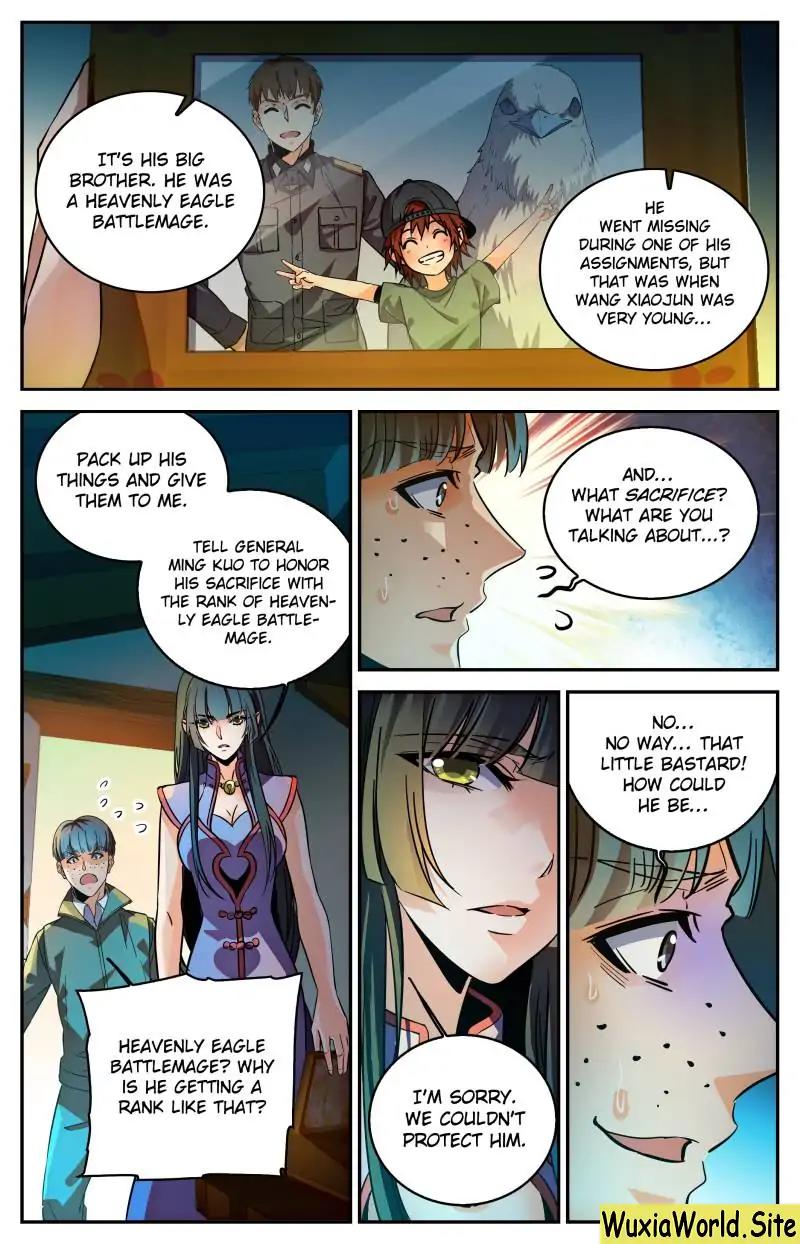 IT'S HIS BIG
BROTHER. HE WAS
A HEAVENLY EAGLE
BATTLEMAGE.
HE
WENT MISSING
DURING ONE OF HIS
ASSIGNMENTS, BUT
THAT WAS WHEN
WANG XIAOJUN WAS
VERY YOUNG...
PACK UP HIS
THINGS AND GIVE
THEM TO ME.
TELL GENERAL
MING KUO TO HONOR
HIS SACRIFICE WITH
THE RANK OF HEAVEN-
LY EAGLE BATTLE-
MAGE.
HEAVENLY EAGLE
BATTLEMAGE? WHY
IS HE GETTING A
RANK LIKE THAT?
AND...
WHAT SACRIFICE?
WHAT ARE YOU
TALKING ABOUT...?
I'M SORRY.
WE COULDN'T
PROTECT HIM.
NO...
NO WAY... THAT
LITTLE BASTARD!
HOW COULD
HE BE...
WuxiaWorld.Site